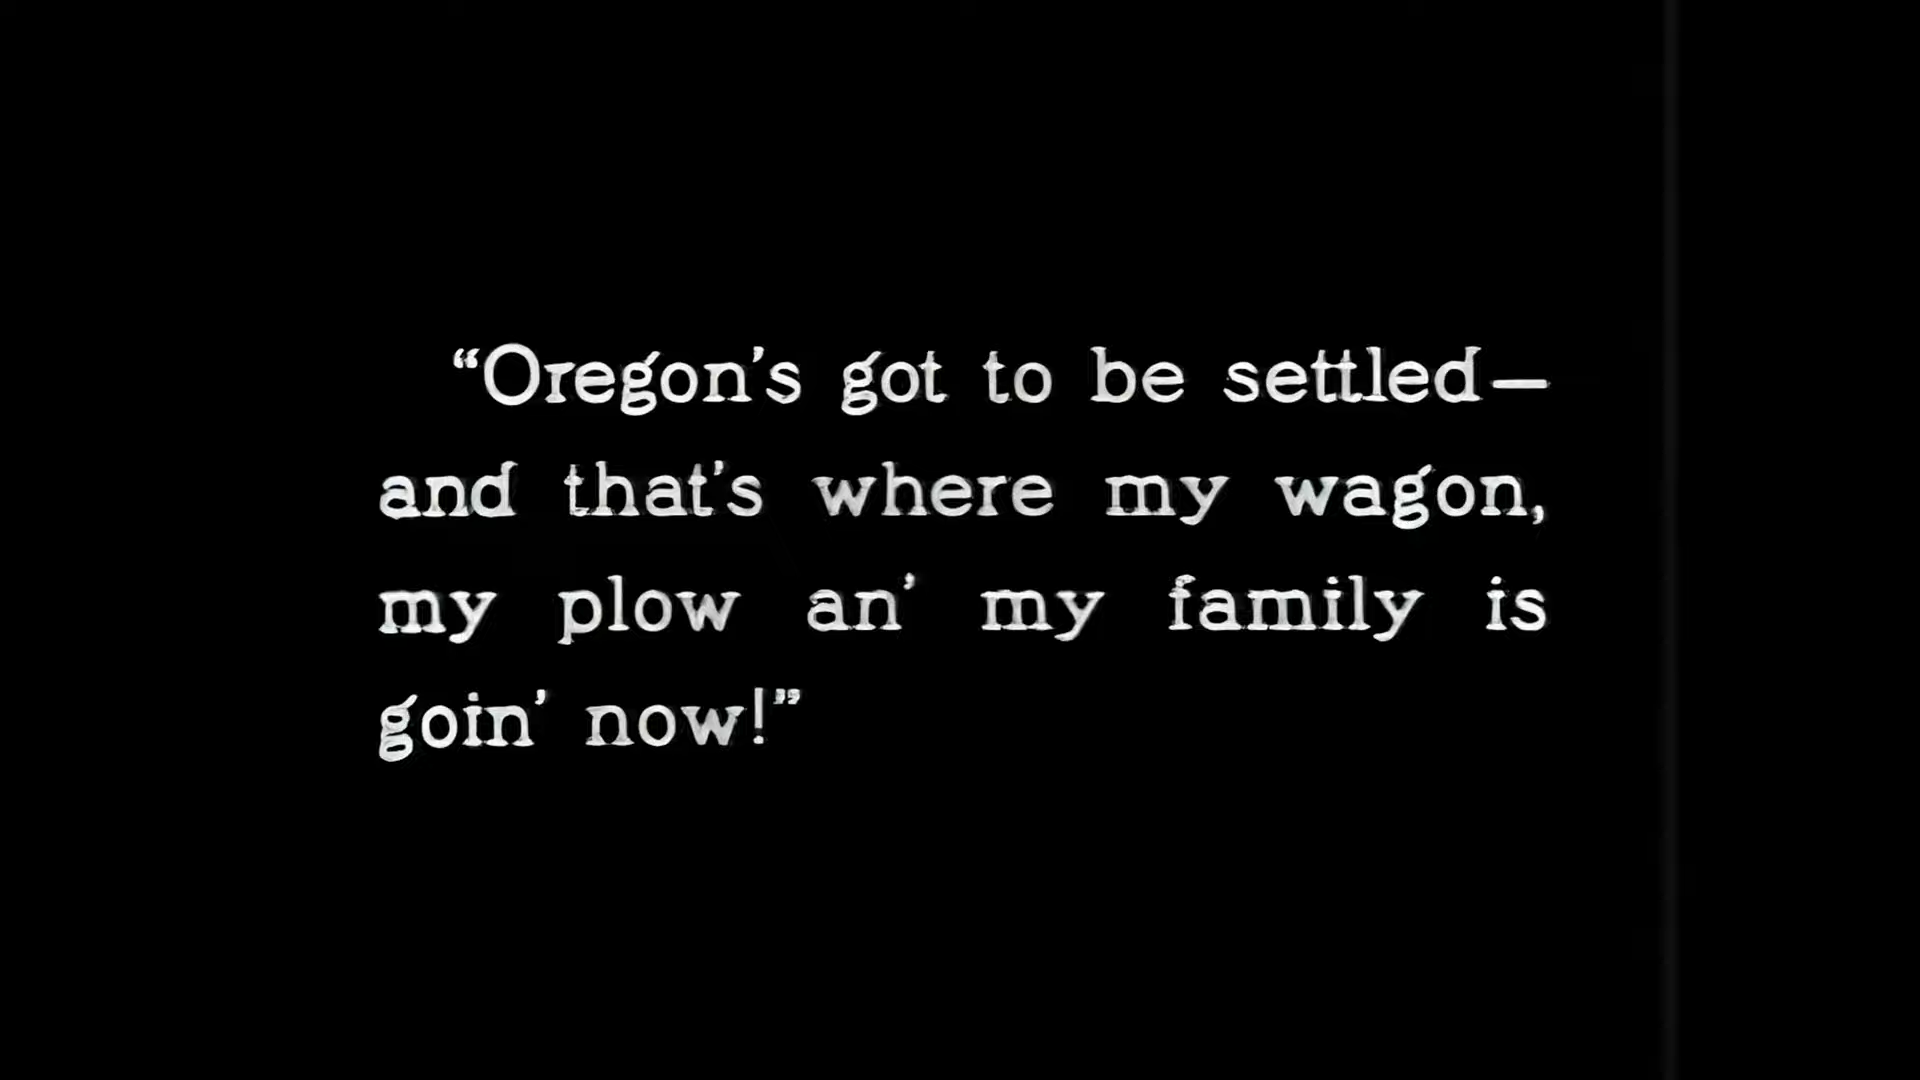 “Oregon’s got to be settled—
and that’s where my wagon,
my plow an’ my family is
goin’ now!”